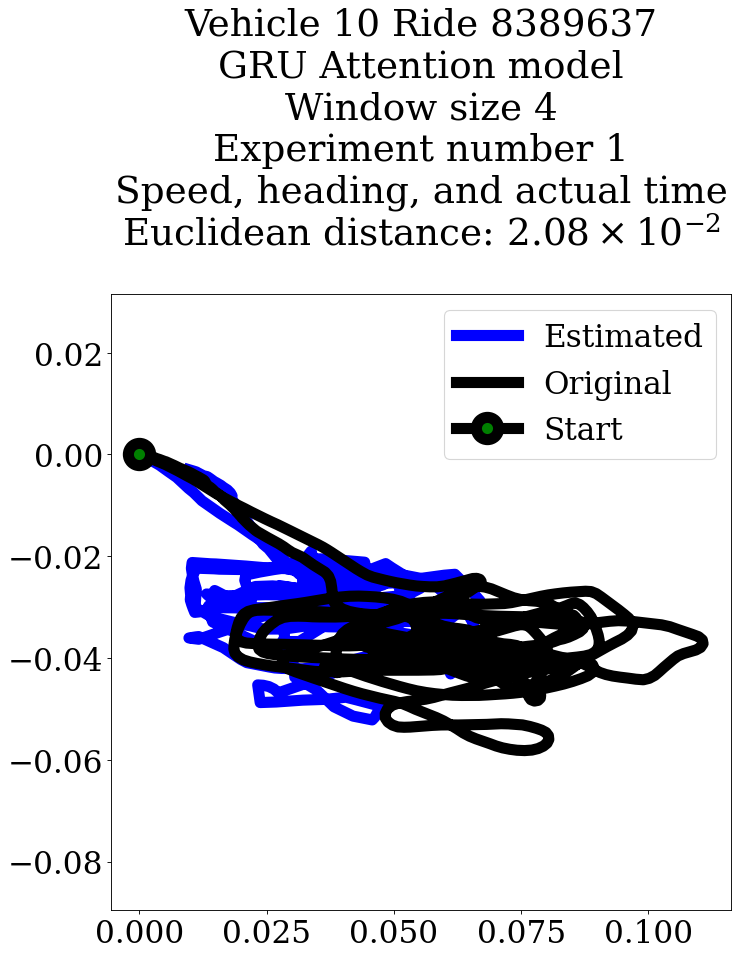 Vehicle 10 Ride 8389637
GRU Attention model
Window size 4
Experiment number 1
Speed, heading, and actual time
Euclidean distance: 2.08 × 10⁻²
Estimated
Original
Start
0.02
0.00
−0.02
−0.04
−0.06
−0.08
0.000 0.025 0.050 0.075 0.100